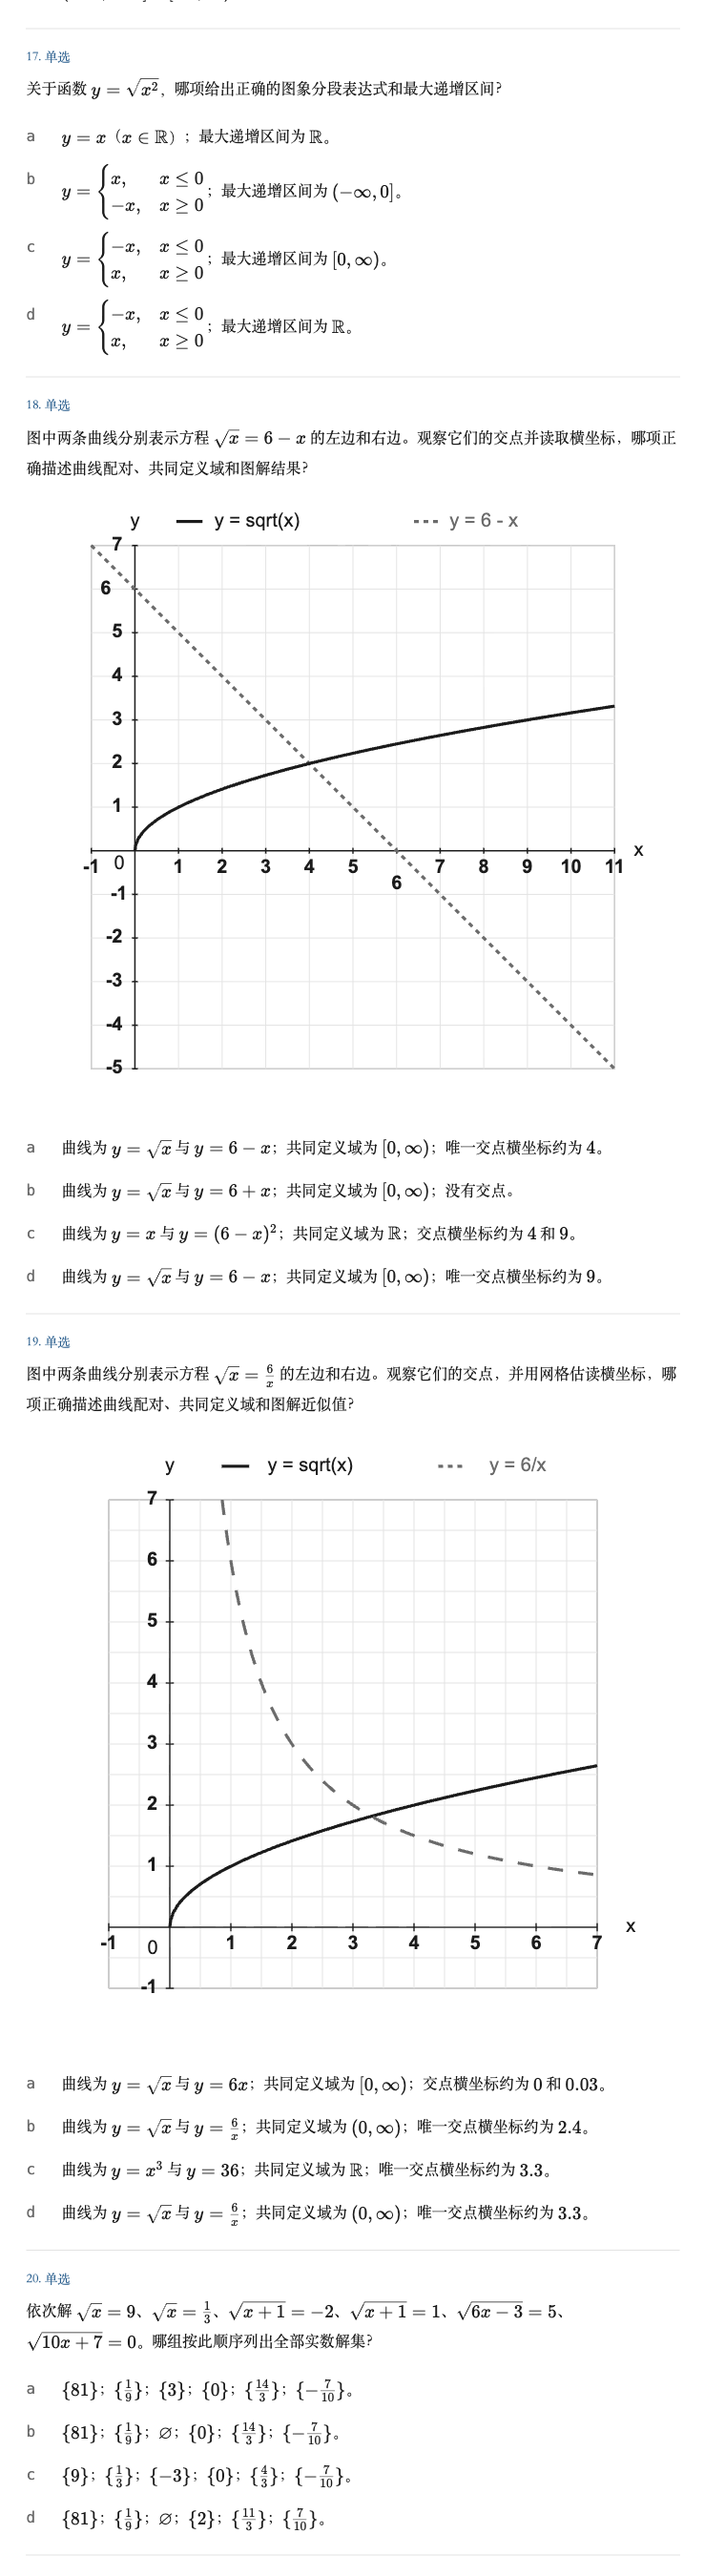 17. 单选
关于函数 y = √(x²)，哪项给出正确的图象分段表达式和最大递增区间?
a y = x（x ∈ ℝ）; 最大递增区间为 ℝ。
b y = { x, x ≤ 0; −x, x ≥ 0 ; 最大递增区间为 (−∞, 0]。
c y = { −x, x ≤ 0; x, x ≥ 0 ; 最大递增区间为 [0, ∞)。
d y = { −x, x ≤ 0; x, x ≥ 0 ; 最大递增区间为 ℝ。
18. 单选
图中两条曲线分别表示方程 √x = 6 − x 的左边和右边。观察它们的交点并读取横坐标，哪项正
确描述曲线配对、共同定义域和图解结果?
y y = sqrt(x) y = 6 - x
7
6
5
4
3
2
1
-1 0 1 2 3 4 5 6 7 8 9 10 11 x
-1
-2
-3
-4
-5
a 曲线为 y = √x 与 y = 6 − x; 共同定义域为 [0, ∞); 唯一交点横坐标约为 4。
b 曲线为 y = √x 与 y = 6 + x; 共同定义域为 [0, ∞); 没有交点。
c 曲线为 y = x 与 y = (6 − x)²; 共同定义域为 ℝ; 交点横坐标约为 4 和 9。
d 曲线为 y = √x 与 y = 6 − x; 共同定义域为 [0, ∞); 唯一交点横坐标约为 9。
19. 单选
图中两条曲线分别表示方程 √x = 6/x 的左边和右边。观察它们的交点，并用网格估读横坐标，哪
项正确描述曲线配对、共同定义域和图解近似值?
y y = sqrt(x) y = 6/x
7
6
5
4
3
2
1
-1 0 1 2 3 4 5 6 7 x
-1
a 曲线为 y = √x 与 y = 6x; 共同定义域为 [0, ∞); 交点横坐标约为 0 和 0.03。
b 曲线为 y = √x 与 y = 6/x; 共同定义域为 (0, ∞); 唯一交点横坐标约为 2.4。
c 曲线为 y = x³ 与 y = 36; 共同定义域为 ℝ; 唯一交点横坐标约为 3.3。
d 曲线为 y = √x 与 y = 6/x; 共同定义域为 (0, ∞); 唯一交点横坐标约为 3.3。
20. 单选
依次解 √x = 9、√x = 1/3、√(x + 1) = −2、√(x + 1) = 1、√(6x − 3) = 5、
√(10x + 7) = 0。哪组按此顺序列出全部实数解集?
a {81}; {1/9}; {3}; {0}; {14/3}; {−7/10}。
b {81}; {1/9}; ∅; {0}; {14/3}; {−7/10}。
c {9}; {1/3}; {−3}; {0}; {4/3}; {−7/10}。
d {81}; {1/9}; ∅; {2}; {11/3}; {7/10}。